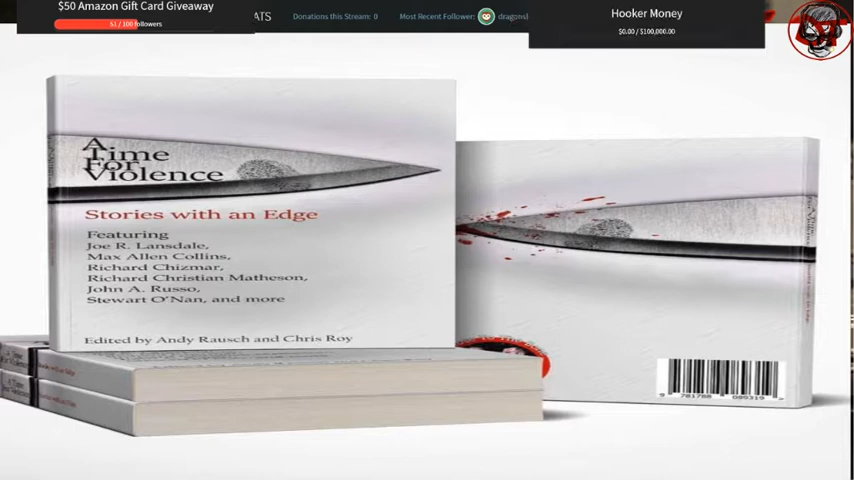 $50 Amazon Gift Card Giveaway
51 / 100 followers
Donations this Stream: 0
Most Recent Follower:
Hooker Money
$0.00 / $100,000.00
A
Time
For
Violence
Stories with an Edge
Featuring
Joe R. Lansdale,
Max Allen Collins,
Richard Chizmar,
Richard Christian Matheson,
John A. Russo,
Stewart O'Nan, and more
Edited by Andy Rausch and Chris Roy